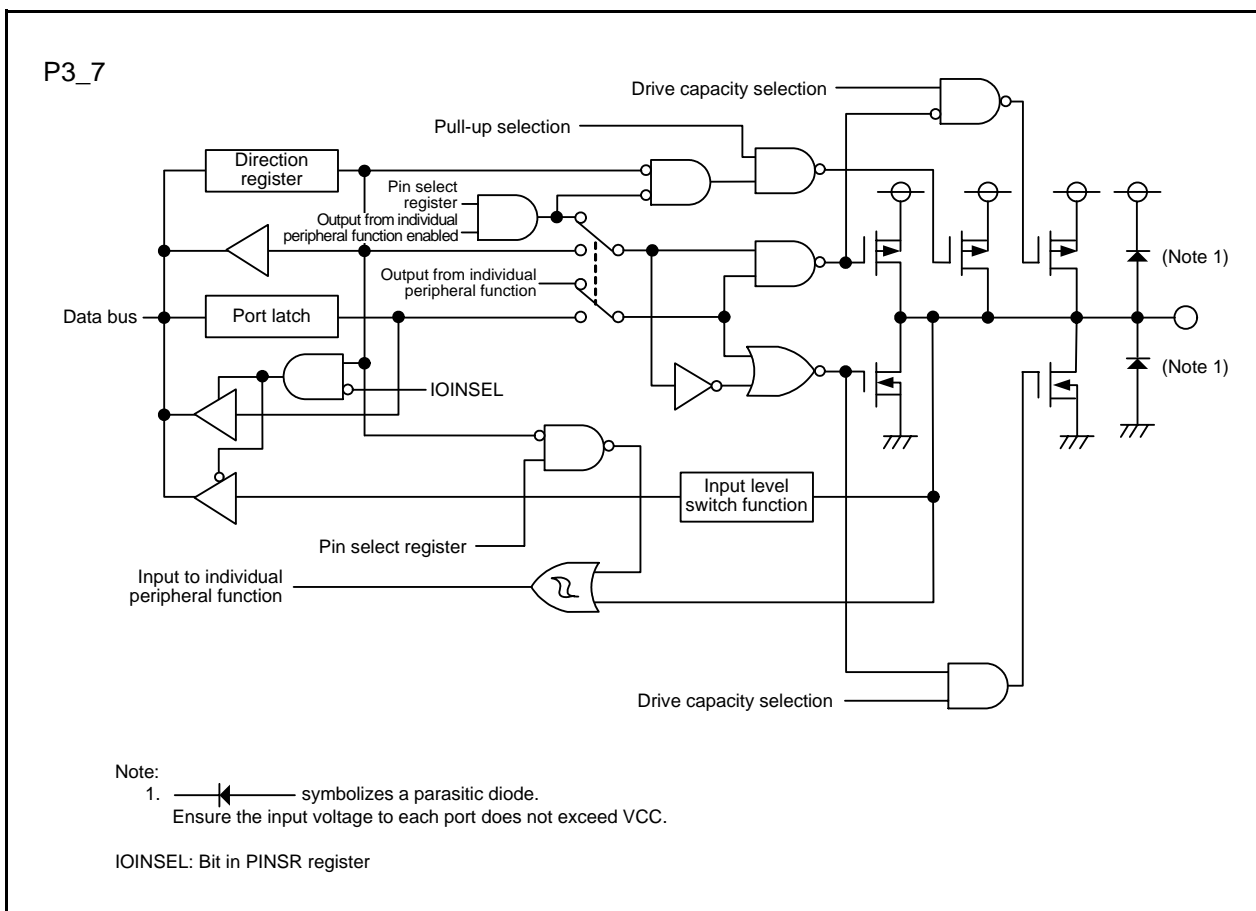 P3_7
Drive capacity selection
Pull-up selection
Direction
register
Pin select
register
Output from individual
peripheral function enabled
(Note 1)
Output from individual
peripheral function
Data bus
Port latch
(Note 1)
IOINSEL
Input level
switch function
Pin select register
Input to individual
peripheral function
Drive capacity selection
Note:
1. symbolizes a parasitic diode.
Ensure the input voltage to each port does not exceed VCC.
IOINSEL: Bit in PINSR register